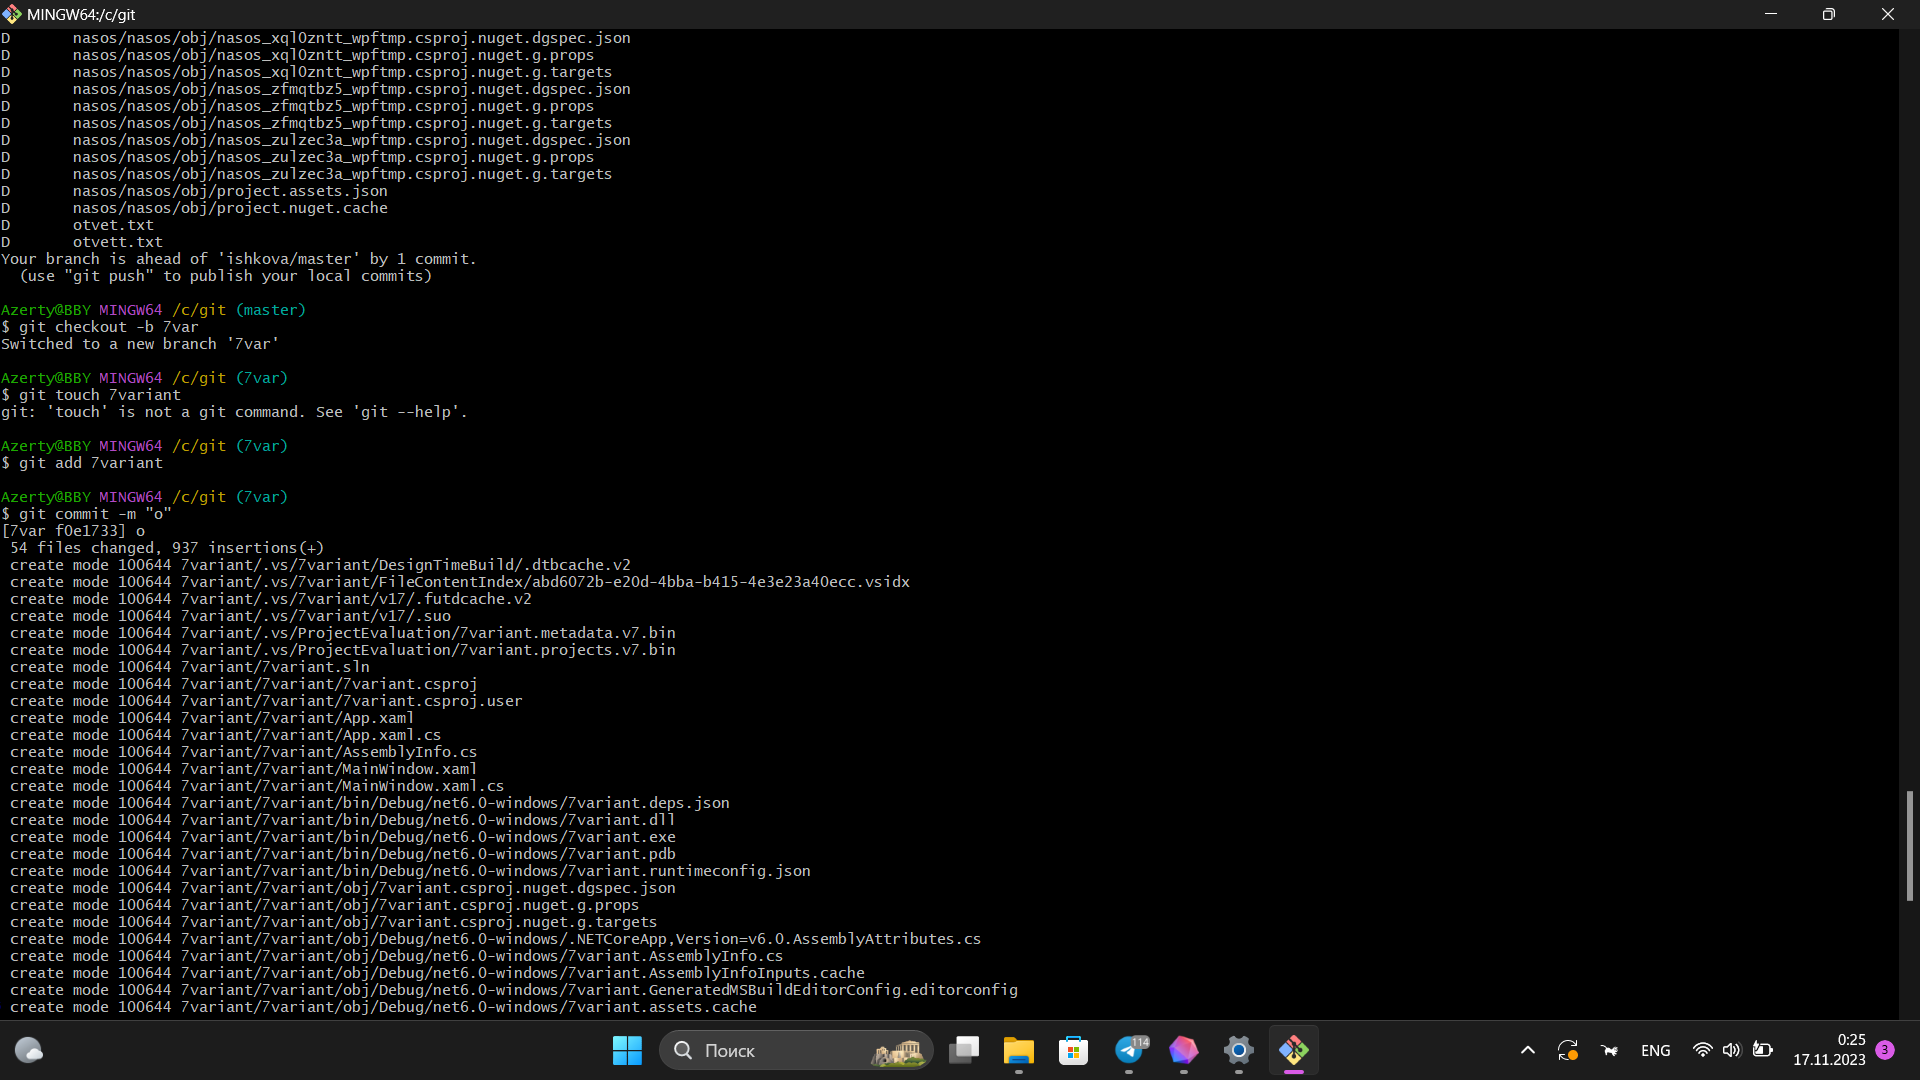 MINGW64:/c/git
D nasos/nasos/obj/nasos_xql0zntt_wpftmp.csproj.nuget.dgspec.json
D nasos/nasos/obj/nasos_xql0zntt_wpftmp.csproj.nuget.g.props
D nasos/nasos/obj/nasos_xql0zntt_wpftmp.csproj.nuget.g.targets
D nasos/nasos/obj/nasos_zfmqtbz5_wpftmp.csproj.nuget.dgspec.json
D nasos/nasos/obj/nasos_zfmqtbz5_wpftmp.csproj.nuget.g.props
D nasos/nasos/obj/nasos_zfmqtbz5_wpftmp.csproj.nuget.g.targets
D nasos/nasos/obj/nasos_zulzec3a_wpftmp.csproj.nuget.dgspec.json
D nasos/nasos/obj/nasos_zulzec3a_wpftmp.csproj.nuget.g.props
D nasos/nasos/obj/nasos_zulzec3a_wpftmp.csproj.nuget.g.targets
D nasos/nasos/obj/project.assets.json
D nasos/nasos/obj/project.nuget.cache
D otvet.txt
D otvett.txt
Your branch is ahead of 'ishkova/master' by 1 commit.
(use "git push" to publish your local commits)
Azerty@BBY MINGW64 /c/git (master)
$ git checkout -b 7var
Switched to a new branch '7var'
Azerty@BBY MINGW64 /c/git (7var)
$ git touch 7variant
git: 'touch' is not a git command. See 'git --help'.
Azerty@BBY MINGW64 /c/git (7var)
$ git add 7variant
Azerty@BBY MINGW64 /c/git (7var)
$ git commit -m "o"
[7var f0e1733] o
54 files changed, 937 insertions(+)
create mode 100644 7variant/.vs/7variant/DesignTimeBuild/.dtbcache.v2
create mode 100644 7variant/.vs/7variant/FileContentIndex/abd6072b-e20d-4bba-b415-4e3e23a40ecc.vsidx
create mode 100644 7variant/.vs/7variant/v17/.futdcache.v2
create mode 100644 7variant/.vs/7variant/v17/.suo
create mode 100644 7variant/.vs/ProjectEvaluation/7variant.metadata.v7.bin
create mode 100644 7variant/.vs/ProjectEvaluation/7variant.projects.v7.bin
create mode 100644 7variant/7variant.sln
create mode 100644 7variant/7variant/7variant.csproj
create mode 100644 7variant/7variant/7variant.csproj.user
create mode 100644 7variant/7variant/App.xaml
create mode 100644 7variant/7variant/App.xaml.cs
create mode 100644 7variant/7variant/AssemblyInfo.cs
create mode 100644 7variant/7variant/MainWindow.xaml
create mode 100644 7variant/7variant/MainWindow.xaml.cs
create mode 100644 7variant/7variant/bin/Debug/net6.0-windows/7variant.deps.json
create mode 100644 7variant/7variant/bin/Debug/net6.0-windows/7variant.dll
create mode 100644 7variant/7variant/bin/Debug/net6.0-windows/7variant.exe
create mode 100644 7variant/7variant/bin/Debug/net6.0-windows/7variant.pdb
create mode 100644 7variant/7variant/bin/Debug/net6.0-windows/7variant.runtimeconfig.json
create mode 100644 7variant/7variant/obj/7variant.csproj.nuget.dgspec.json
create mode 100644 7variant/7variant/obj/7variant.csproj.nuget.g.props
create mode 100644 7variant/7variant/obj/7variant.csproj.nuget.g.targets
create mode 100644 7variant/7variant/obj/Debug/net6.0-windows/.NETCoreApp,Version=v6.0.AssemblyAttributes.cs
create mode 100644 7variant/7variant/obj/Debug/net6.0-windows/7variant.AssemblyInfo.cs
create mode 100644 7variant/7variant/obj/Debug/net6.0-windows/7variant.AssemblyInfoInputs.cache
create mode 100644 7variant/7variant/obj/Debug/net6.0-windows/7variant.GeneratedMSBuildEditorConfig.editorconfig
create mode 100644 7variant/7variant/obj/Debug/net6.0-windows/7variant.assets.cache
Поиск
114
ENG
0:25
17.11.2023
3